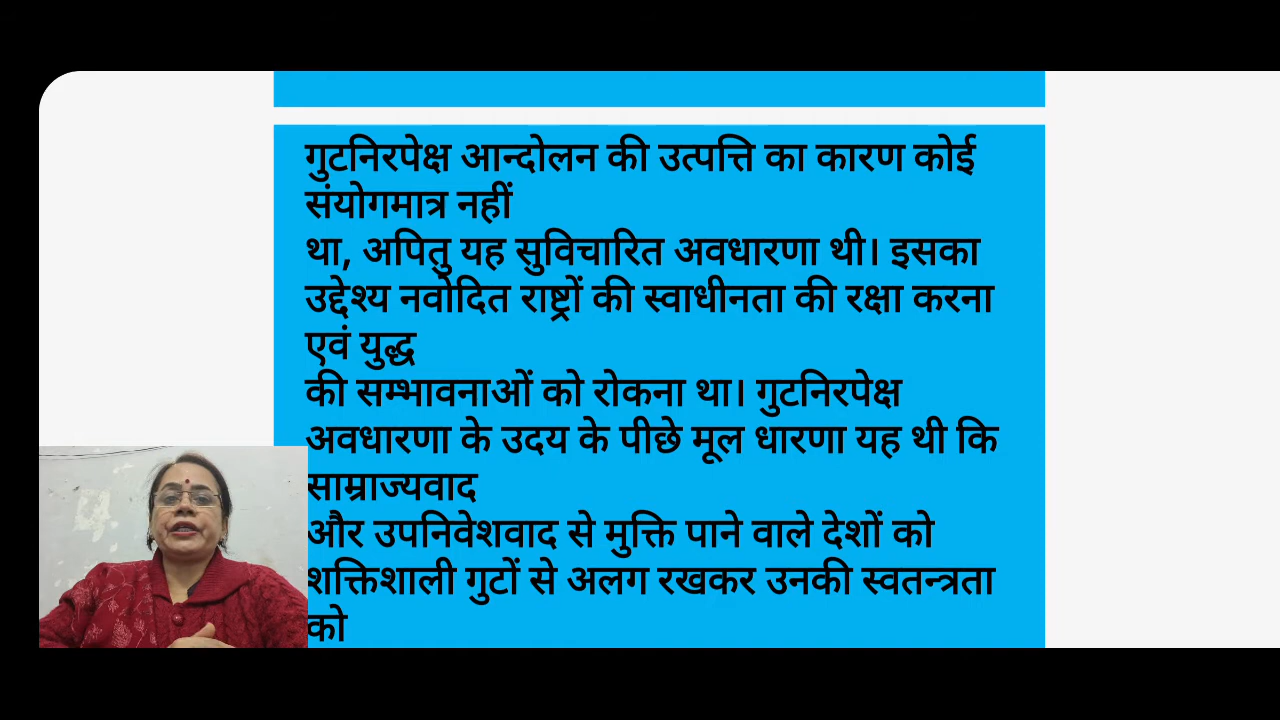 गुटनिरपेक्ष आन्दोलन की उत्पत्ति का कारण कोई
संयोगमात्र नहीं
था, अपितु यह सुविचारित अवधारणा थी। इसका
उद्देश्य नवोदित राष्ट्रों की स्वाधीनता की रक्षा करना
एवं युद्ध
की सम्भावनाओं को रोकना था। गुटनिरपेक्ष
अवधारणा के उदय के पीछे मूल धारणा यह थी कि
साम्राज्यवाद
और उपनिवेशवाद से मुक्ति पाने वाले देशों को
शक्तिशाली गुटों से अलग रखकर उनकी स्वतन्त्रता
को